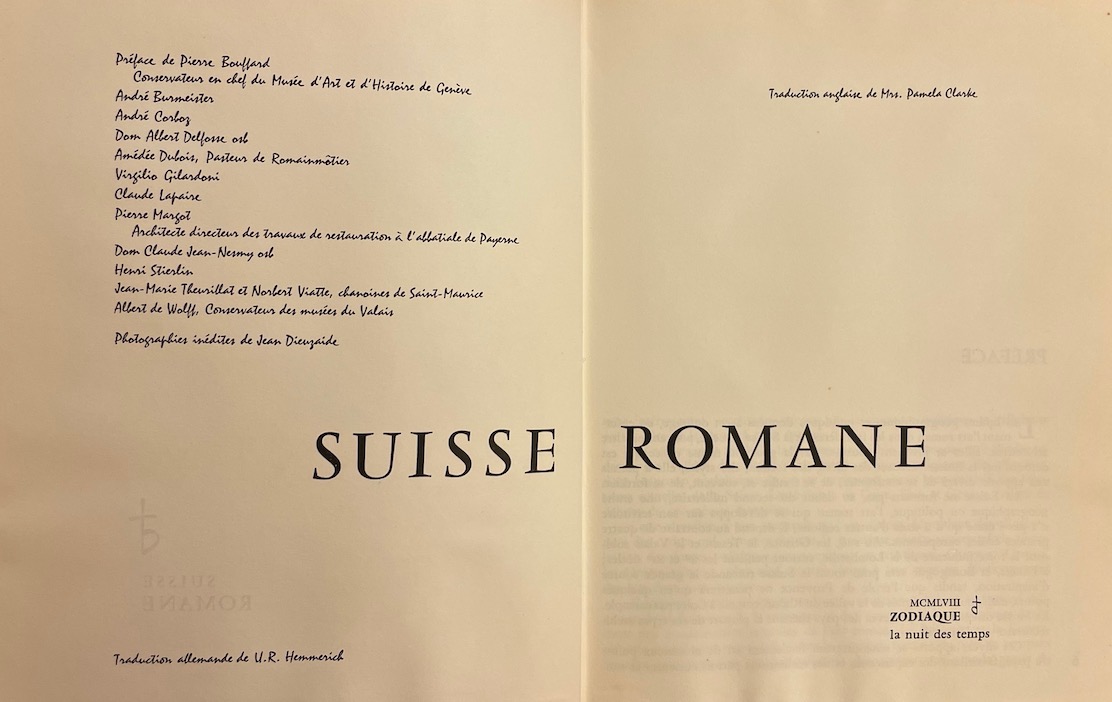 Préface de Pierre Bouffard
Conservateur en chef du Musée d'Art et d'Histoire de Genève
André Burmeister
André Corboz
Dom Albert Delfosse osb
Amédée Dubois, Pasteur de Romainmôtier
Virgilio Gilardoni
Claude Lapaire
Pierre Margot
Architecte directeur des travaux de restauration à l'abbatiale de Payerne
Dom Claude Jean-Nesmy osb
Henri Stierlin
Jean-Marie Theurillat et Norbert Viatte, chanoines de Saint-Maurice
Albert de Wolff, Conservateur des musées du Valais
Photographies inédites de Jean Dieuzaide
Traduction anglaise de Mrs. Pamela Clarke
SUISSE ROMANE
Traduction allemande de U.R. Hemmerich
MCMLVIII
ZODIAQUE
la nuit des temps
PREFACE
SUISSE
ROMANE